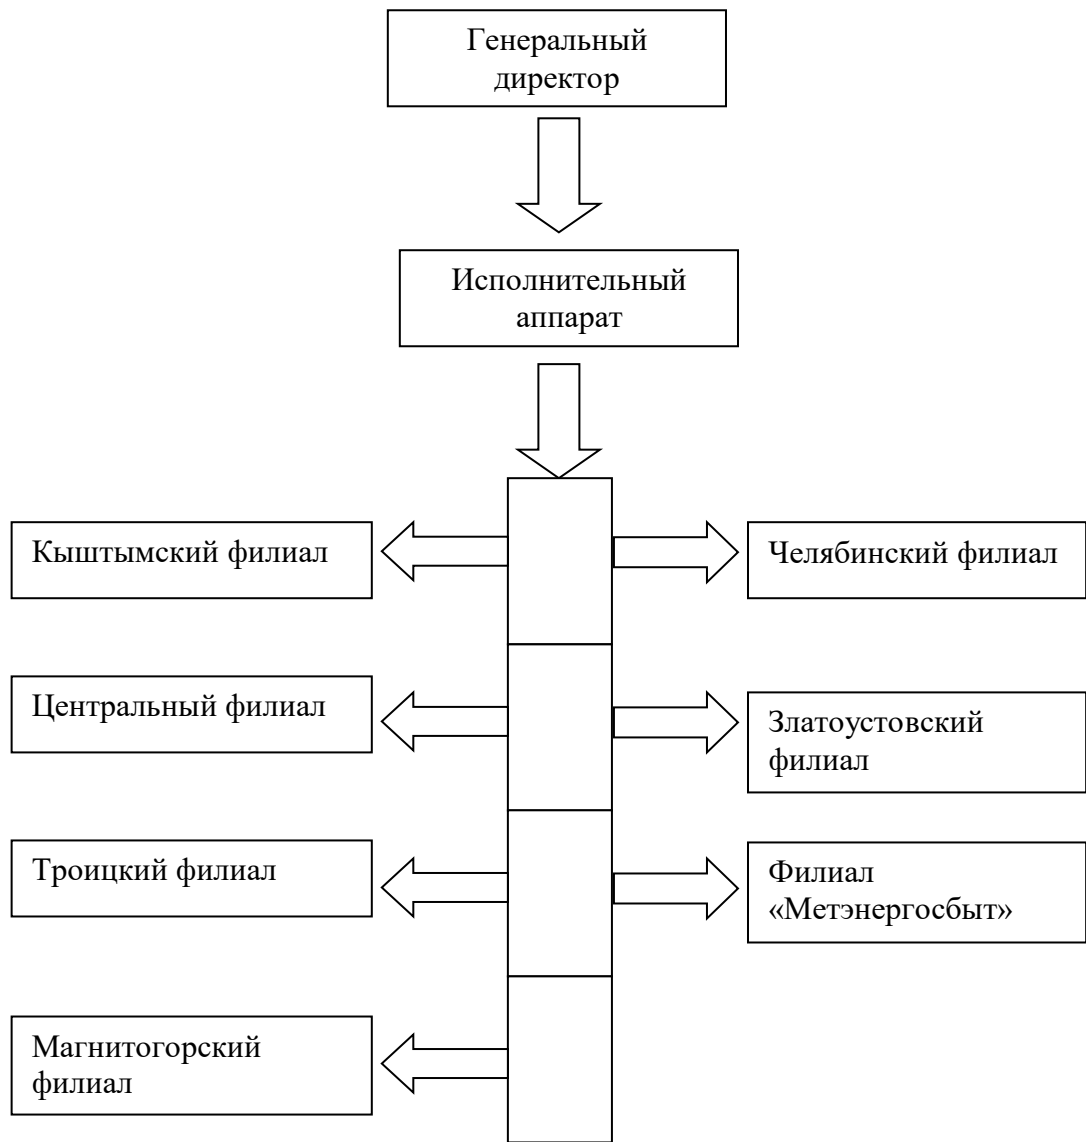 Генеральный
директор
Исполнительный
аппарат
Кыштымский филиал
Челябинский филиал
Центральный филиал
Златоустовский
филиал
Троицкий филиал
Филиал
«Метэнергосбыт»
Магнитогорский
филиал